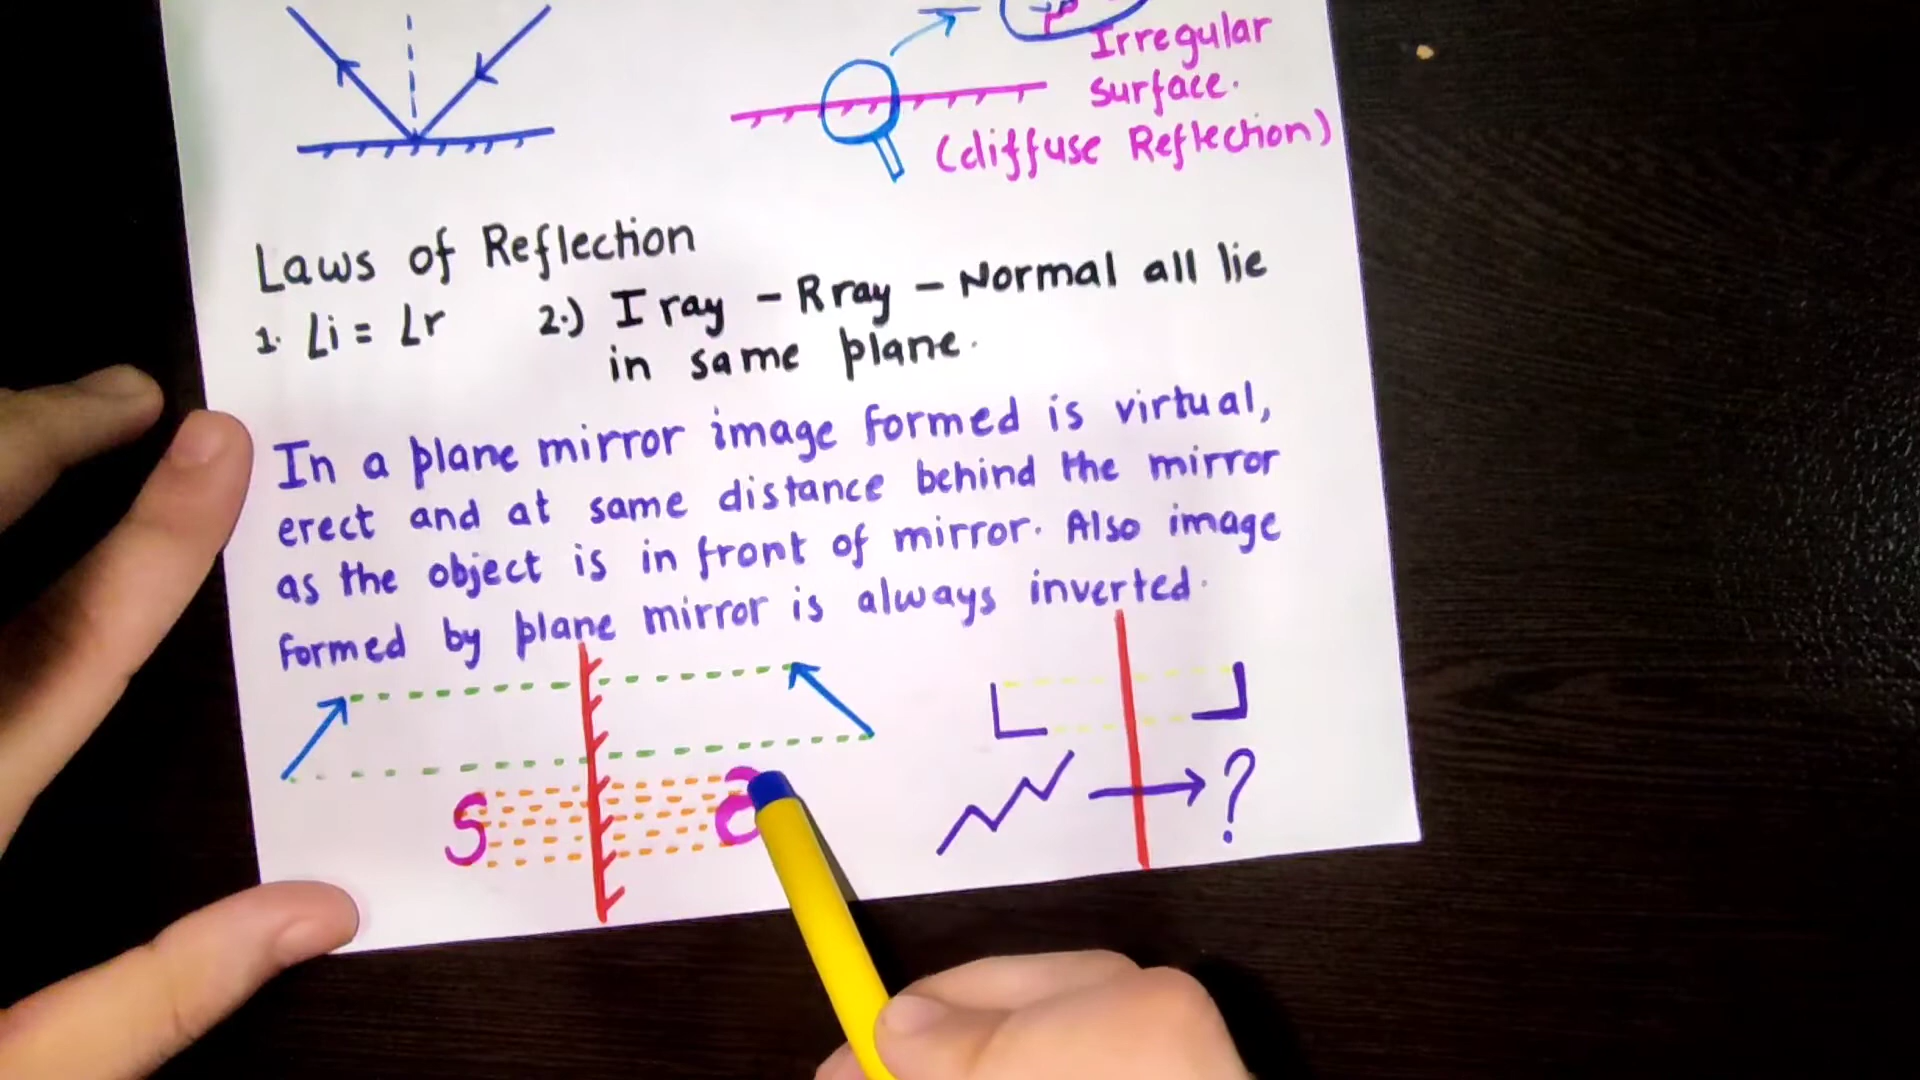 Irregular
surface.
(diffuse Reflection)
Laws of Reflection
1. ∠i = ∠r 2.) I ray - R ray - Normal all lie
in same plane.
In a plane mirror image formed is virtual,
erect and at same distance behind the mirror
as the object is in front of mirror. Also image
formed by plane mirror is always inverted.
L
S
?